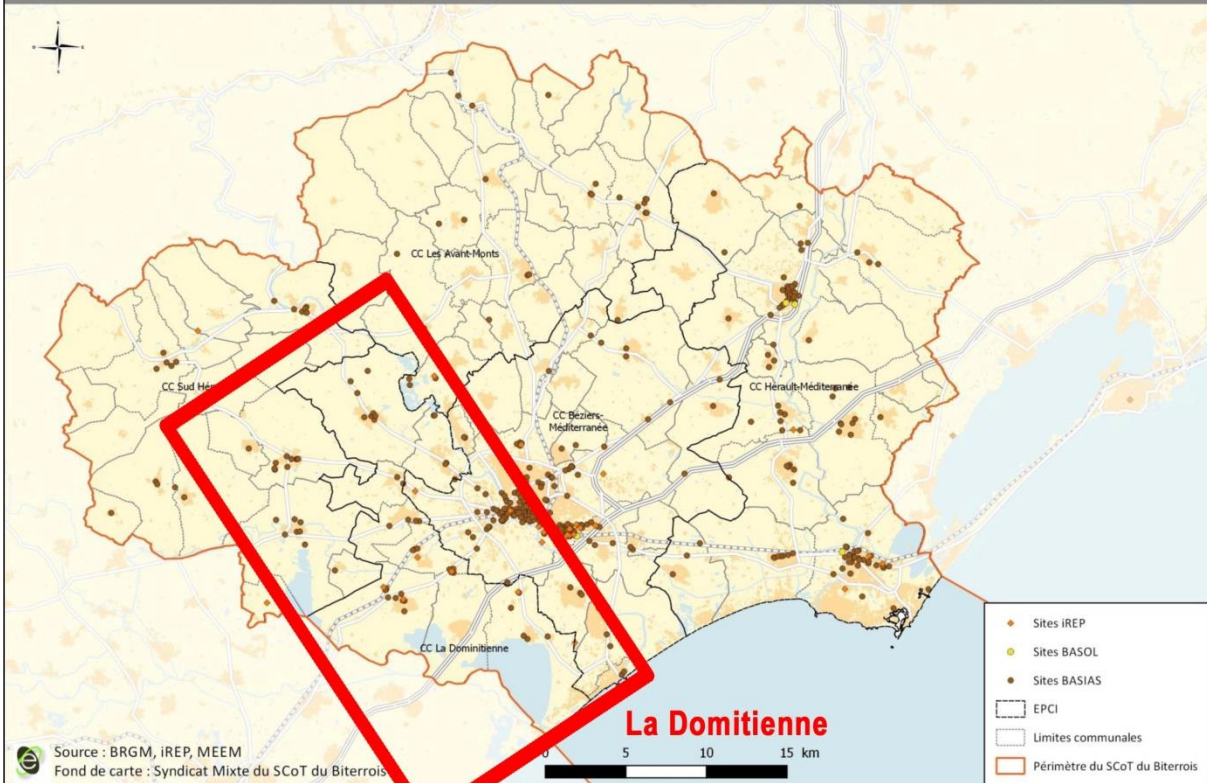 CC Les Avant-Monts
CC Sud Hér
CC Hérault-Méditerranée
CC Béziers-
Méditerranée
CC La Dominitienne
La Domitienne
0 5 10 15 km
Sites iREP
Sites BASOL
Sites BASIAS
EPCI
Limites communales
Périmètre du SCoT du Biterrois
Source : BRGM, iREP, MEEM
Fond de carte : Syndicat Mixte du SCoT du Biterrois